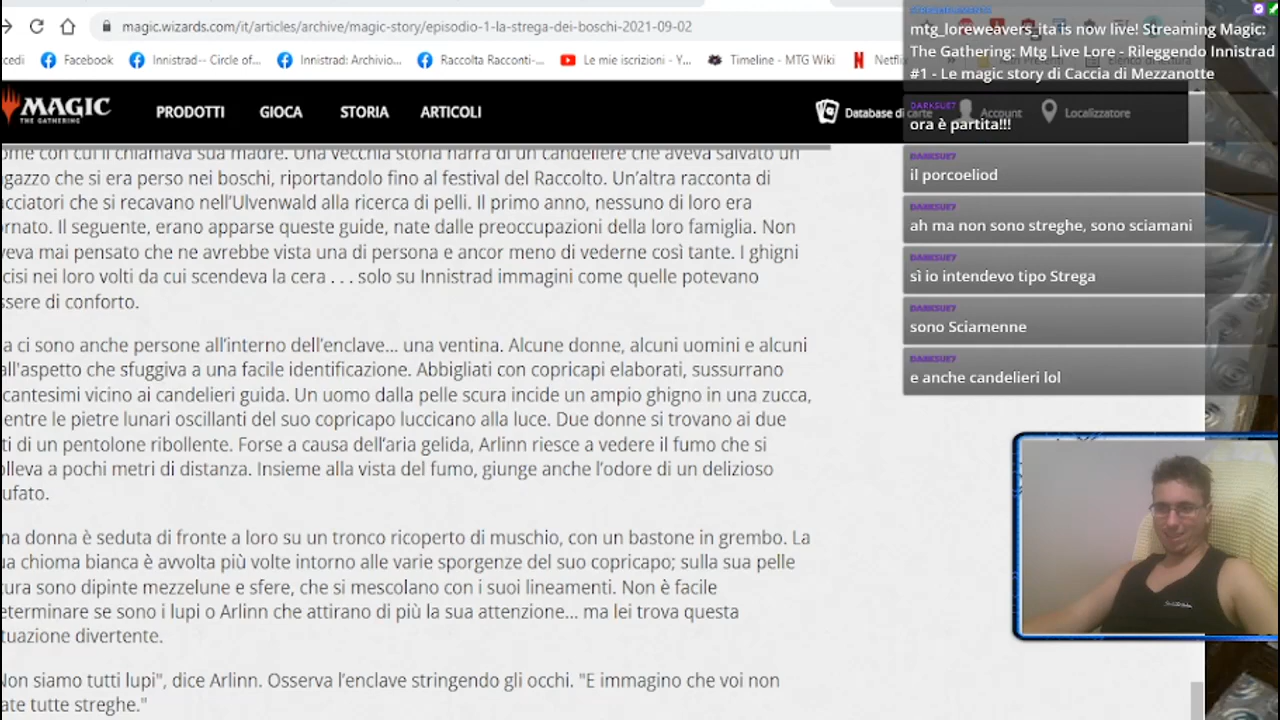 magic.wizards.com/it/articles/archive/magic-story/episodio-1-la-strega-dei-boschi-2021-09-02
Facebook
Innistrad-- Circle of...
Innistrad: Archivio...
Raccolta Racconti-...
Le mie iscrizioni - Y...
Timeline - MTG Wiki
Netfli
MAGIC
THE GATHERING
PRODOTTI
GIOCA
STORIA
ARTICOLI
Database di carte
Account
Localizzatore
ome con cui li chiamava sua madre. Una vecchia storia narra di un candeliere che aveva salvato un
gazzo che si era perso nei boschi, riportandolo fino al festival del Raccolto. Un'altra racconta di
acciatori che si recavano nell'Ulvenwald alla ricerca di pelli. Il primo anno, nessuno di loro era
ornato. Il seguente, erano apparse queste guide, nate dalle preoccupazioni della loro famiglia. Non
veva mai pensato che ne avrebbe vista una di persona e ancor meno di vederne così tante. I ghigni
cisi nei loro volti da cui scendeva la cera . . . solo su Innistrad immagini come quelle potevano
ssere di conforto.
a ci sono anche persone all'interno dell'enclave... una ventina. Alcune donne, alcuni uomini e alcuni
all'aspetto che sfuggiva a una facile identificazione. Abbigliati con copricapi elaborati, sussurrano
cantesimi vicino ai candelieri guida. Un uomo dalla pelle scura incide un ampio ghigno in una zucca,
entre le pietre lunari oscillanti del suo copricapo luccicano alla luce. Due donne si trovano ai due
ti di un pentolone ribollente. Forse a causa dell'aria gelida, Arlinn riesce a vedere il fumo che si
olleva a pochi metri di distanza. Insieme alla vista del fumo, giunge anche l'odore di un delizioso
ufato.
na donna è seduta di fronte a loro su un tronco ricoperto di muschio, con un bastone in grembo. La
ua chioma bianca è avvolta più volte intorno alle varie sporgenze del suo copricapo; sulla sua pelle
cura sono dipinte mezzelune e sfere, che si mescolano con i suoi lineamenti. Non è facile
eterminare se sono i lupi o Arlinn che attirano di più la sua attenzione... ma lei trova questa
tuazione divertente.
Non siamo tutti lupi", dice Arlinn. Osserva l'enclave stringendo gli occhi. "E immagino che voi non
ate tutte streghe."
mtg_loreweavers_ita is now live! Streaming Magic:
The Gathering: Mtg Live Lore - Rileggendo Innistrad
#1 - Le magic story di Caccia di Mezzanotte
DARKSUE7
ora è partita!!!
DARKSUE7
il porcoeliod
DARKSUE7
ah ma non sono streghe, sono sciamani
DARKSUE7
sì io intendevo tipo Strega
DARKSUE7
sono Sciamenne
DARKSUE7
e anche candelieri lol